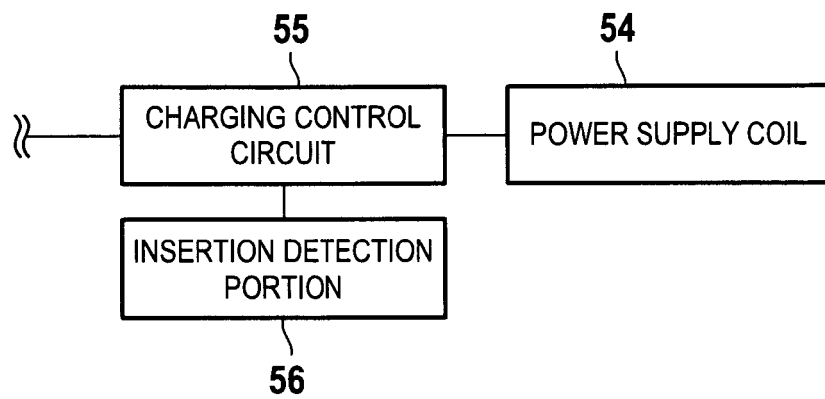 55
54
CHARGING CONTROL
CIRCUIT
POWER SUPPLY COIL
INSERTION DETECTION
PORTION
56